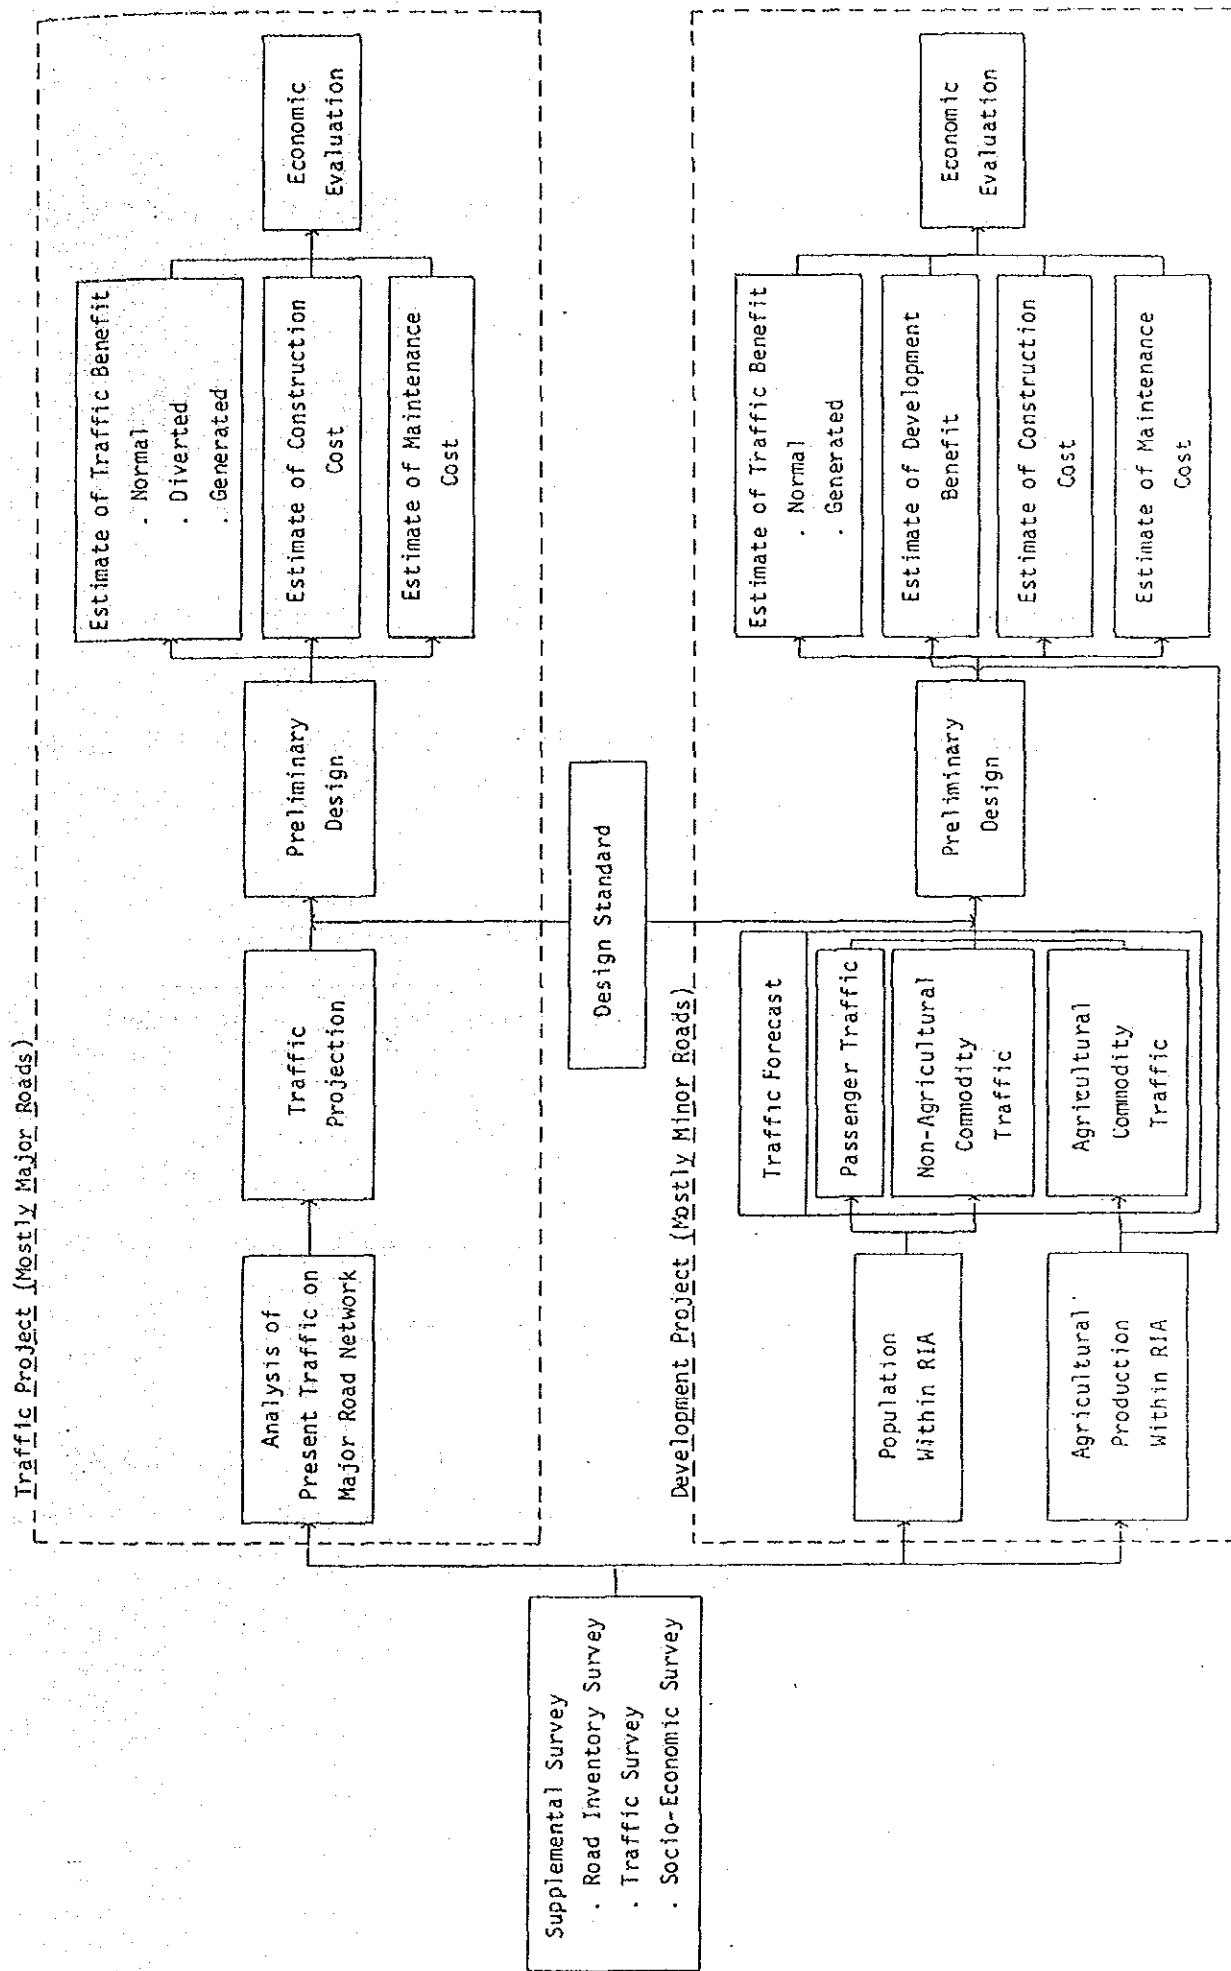 Supplemental Survey
. Road Inventory Survey
. Traffic Survey
. Socio-Economic Survey
Traffic Project (Mostly Major Roads)
Analysis of
Present Traffic on
Major Road Network
Traffic
Projection
Preliminary
Design
Estimate of Traffic Benefit
. Normal
. Diverted
. Generated
Estimate of Construction
Cost
Estimate of Maintenance
Cost
Economic
Evaluation
Design Standard
Development Project (Mostly Minor Roads)
Population
Within RIA
Agricultural
Production
Within RIA
Traffic Forecast
Passenger Traffic
Non-Agricultural
Commodity
Traffic
Agricultural
Commodity
Traffic
Preliminary
Design
Estimate of Traffic Benefit
. Normal
. Generated
Estimate of Development
Benefit
Estimate of Construction
Cost
Estimate of Maintenance
Cost
Economic
Evaluation